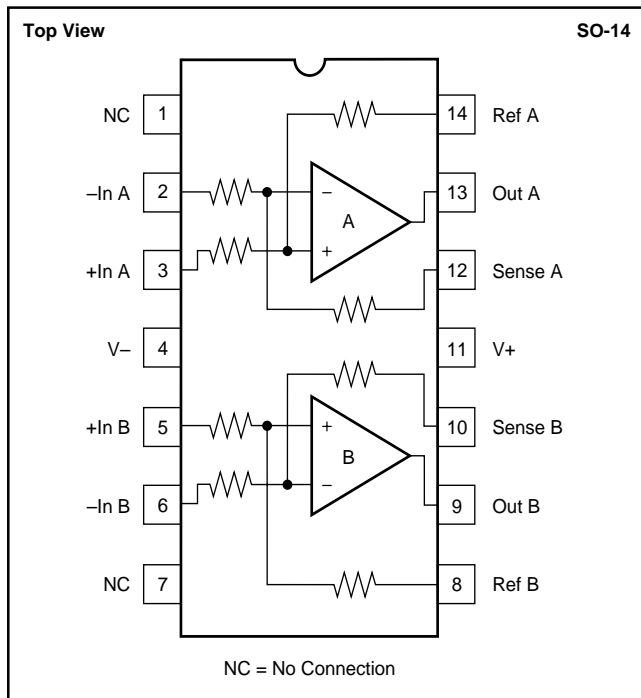 Top View
SO-14
NC 1
14 Ref A
–In A 2
−
A
13 Out A
+In A 3
+
12 Sense A
V– 4
11 V+
+In B 5
+
B
10 Sense B
–In B 6
−
9 Out B
NC 7
8 Ref B
NC = No Connection